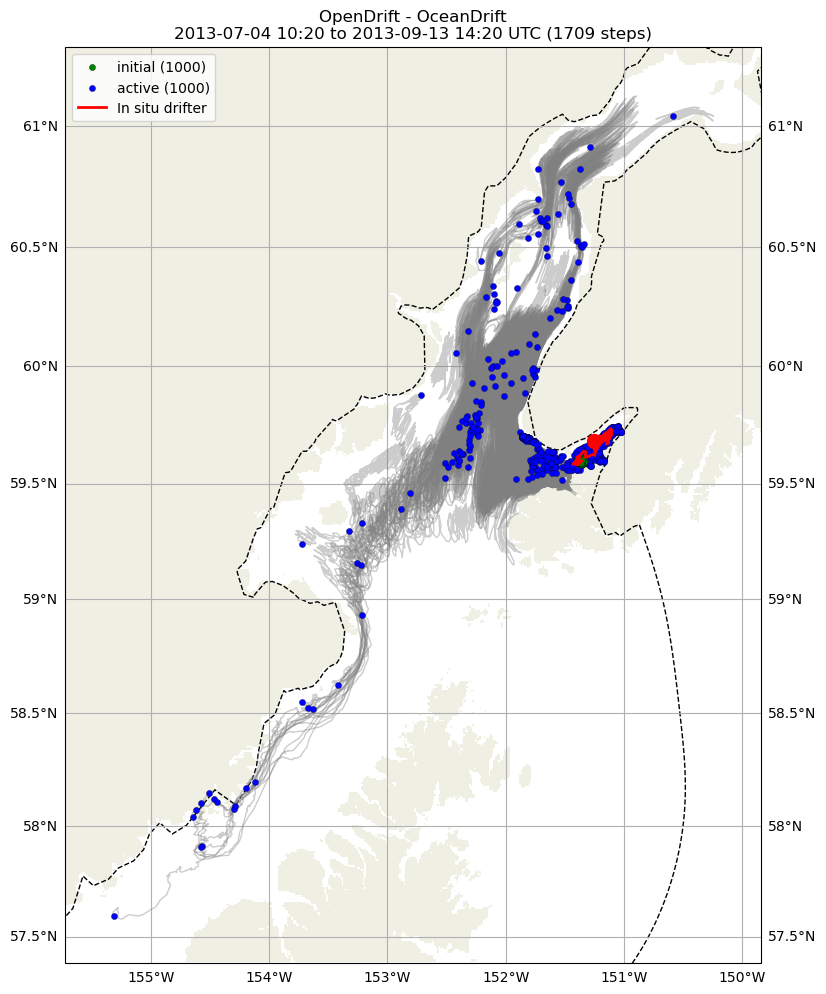 OpenDrift - OceanDrift
2013-07-04 10:20 to 2013-09-13 14:20 UTC (1709 steps)
initial (1000)
active (1000)
In situ drifter
61°N
61°N
60.5°N
60.5°N
60°N
60°N
59.5°N
59.5°N
59°N
59°N
58.5°N
58.5°N
58°N
58°N
57.5°N
57.5°N
155°W
154°W
153°W
152°W
151°W
150°W